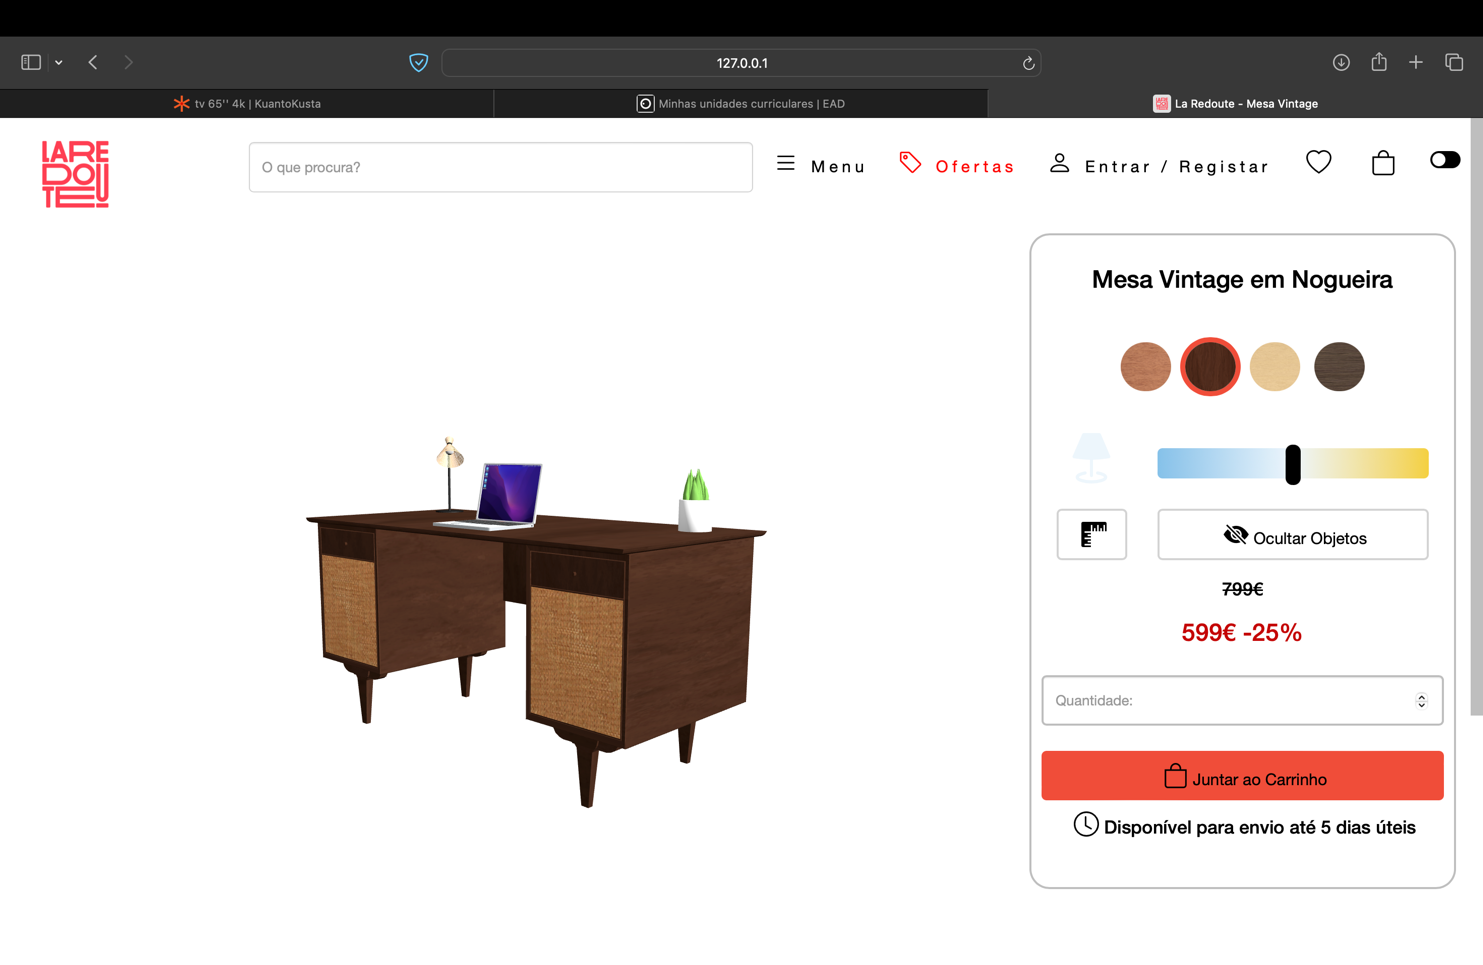 127.0.0.1
tv 65'' 4k | KuantoKusta
Minhas unidades curriculares | EAD
La Redoute - Mesa Vintage
LA RE
DOU
TE
O que procura?
Menu
Ofertas
Entrar / Registar
Mesa Vintage em Nogueira
Ocultar Objetos
799€
599€ -25%
Quantidade:
Juntar ao Carrinho
Disponível para envio até 5 dias úteis